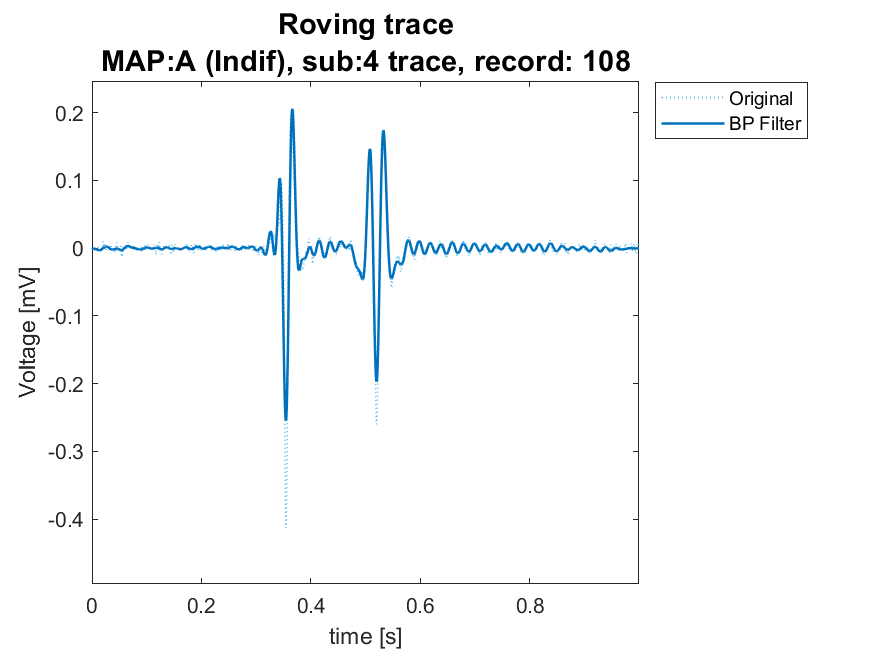 Roving trace
MAP:A (Indif), sub:4 trace, record: 108
Original
BP Filter
0.2
0.1
0
-0.1
-0.2
-0.3
-0.4
Voltage [mV]
0
0.2
0.4
0.6
0.8
time [s]